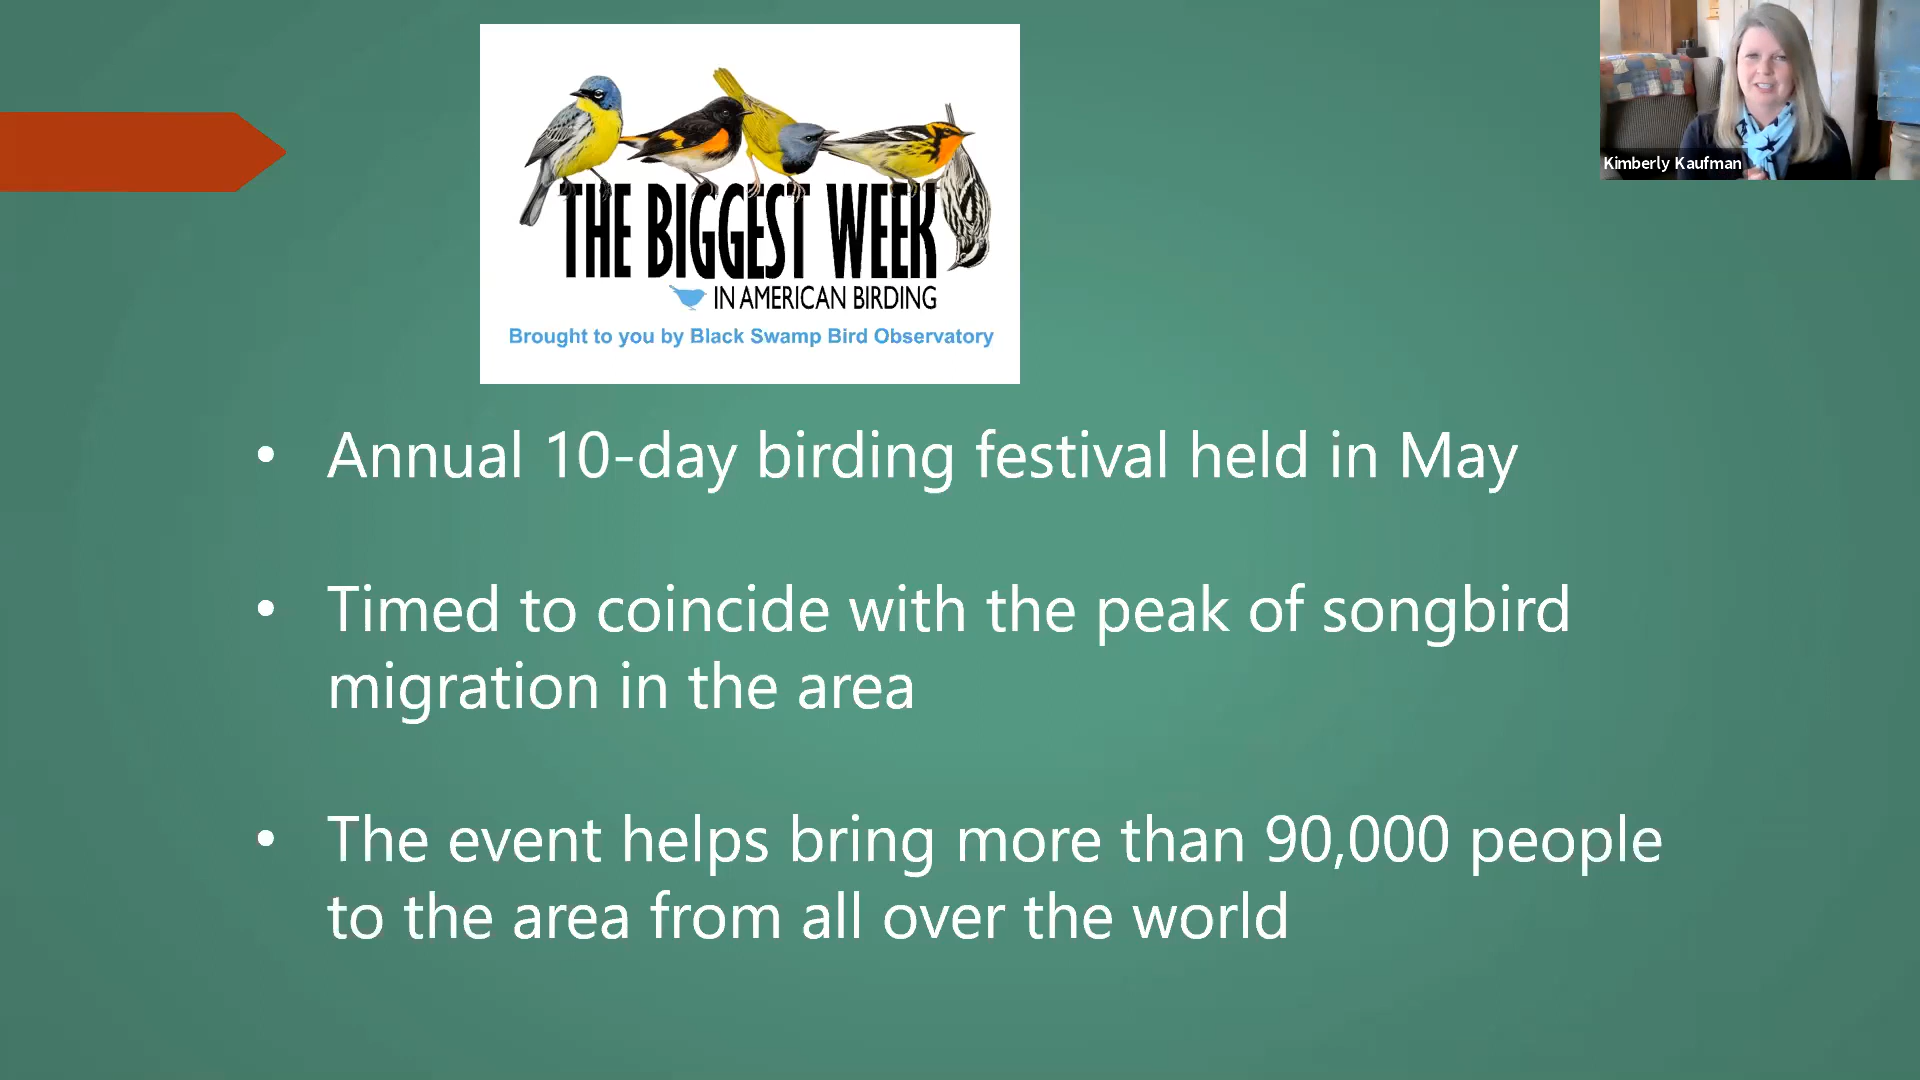 THE BIGGEST WEEK
IN AMERICAN BIRDING
Brought to you by Black Swamp Bird Observatory
Kimberly Kaufman
• Annual 10-day birding festival held in May
• Timed to coincide with the peak of songbird
migration in the area
• The event helps bring more than 90,000 people
to the area from all over the world